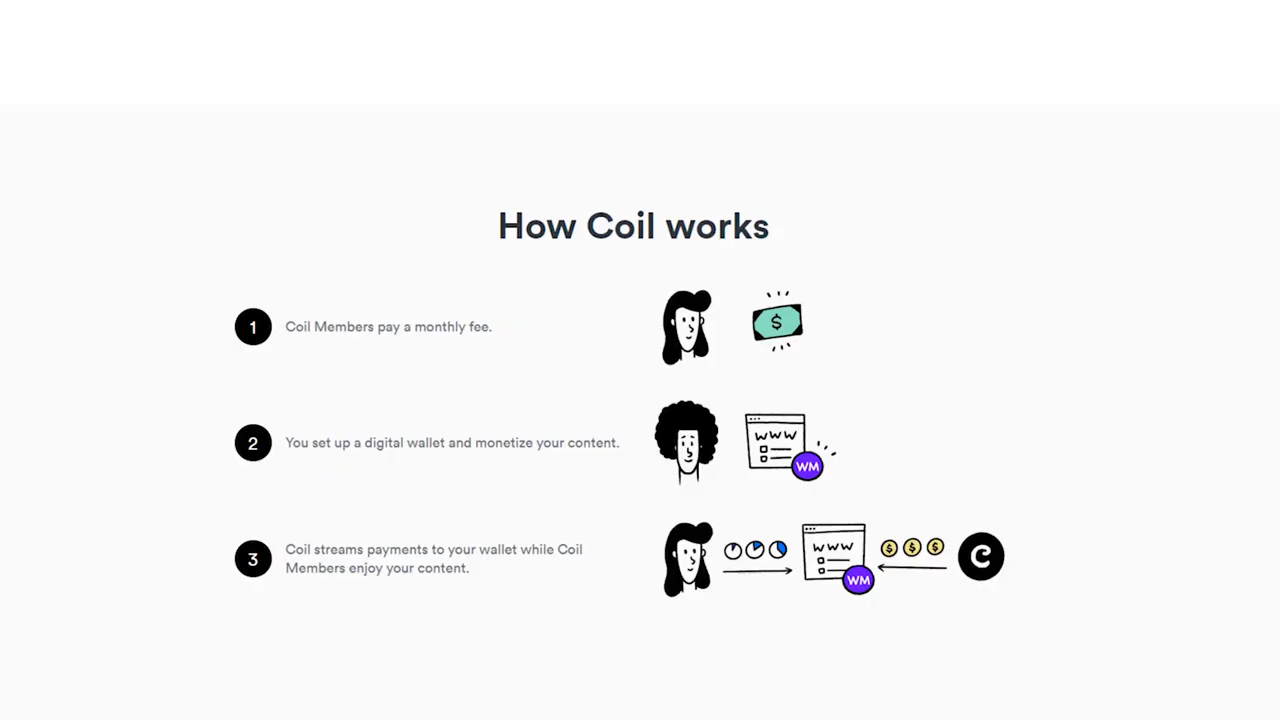 How Coil works
1
Coil Members pay a monthly fee.
$
2
You set up a digital wallet and monetize your content.
WWW
WM
3
Coil streams payments to your wallet while Coil
Members enjoy your content.
WWW
WM
$ $ $
C